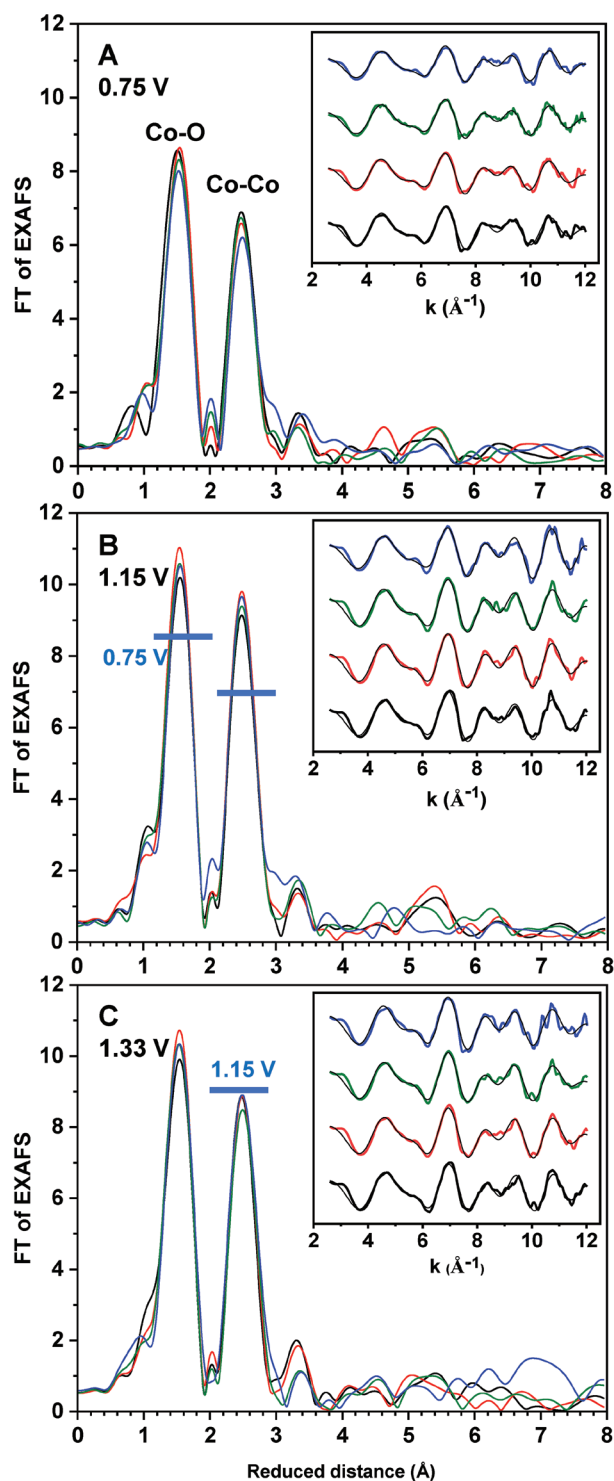 A
0.75 V
Co-O
Co-Co
FT of EXAFS
12
10
8
6
4
2
0
0 1 2 3 4 5 6 7 8
2 4 6 8 10 12
k (Å⁻¹)
B
1.15 V
0.75 V
FT of EXAFS
12
10
8
6
4
2
0
0 1 2 3 4 5 6 7 8
2 4 6 8 10 12
k (Å⁻¹)
C
1.33 V
1.15 V
FT of EXAFS
12
10
8
6
4
2
0
0 1 2 3 4 5 6 7 8
2 4 6 8 10 12
k (Å⁻¹)
Reduced distance (Å)